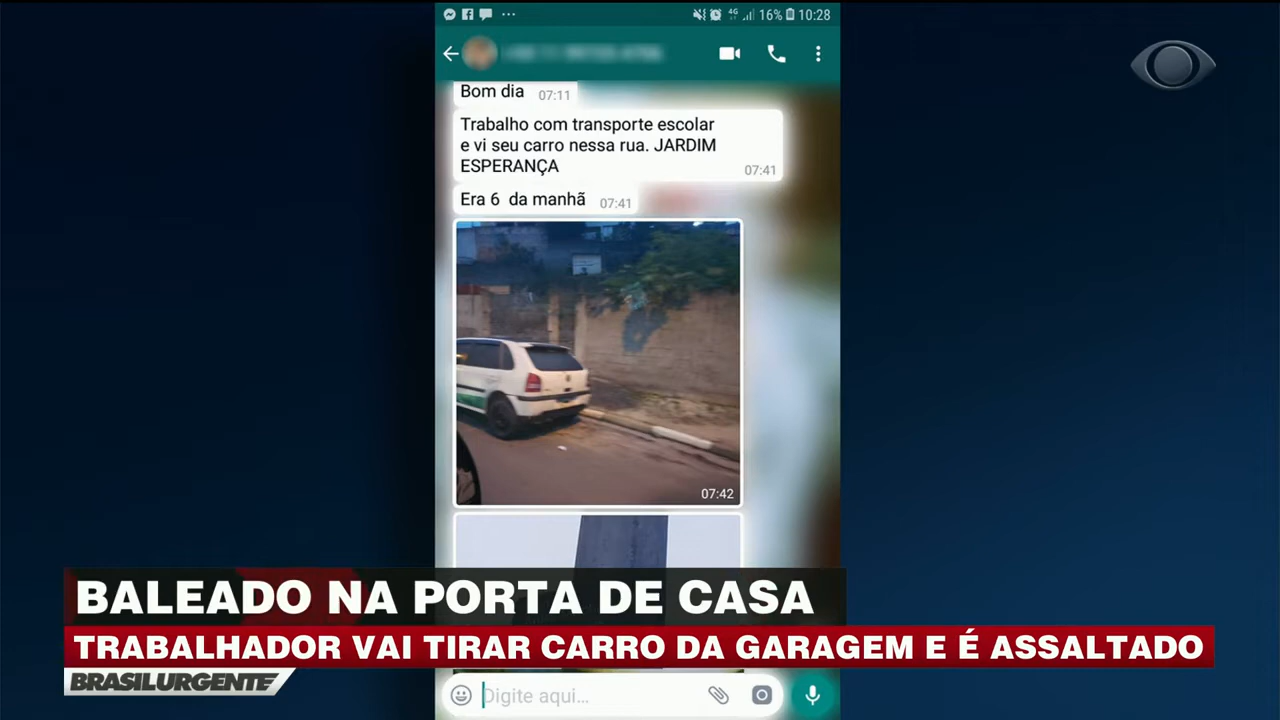 4G 16% 10:28
Bom dia 07:11
Trabalho com transporte escolar
e vi seu carro nessa rua. JARDIM
ESPERANÇA 07:41
Era 6 da manhã 07:41
07:42
BALEADO NA PORTA DE CASA
TRABALHADOR VAI TIRAR CARRO DA GARAGEM E É ASSALTADO
BRASILURGENTE
Digite aqui...